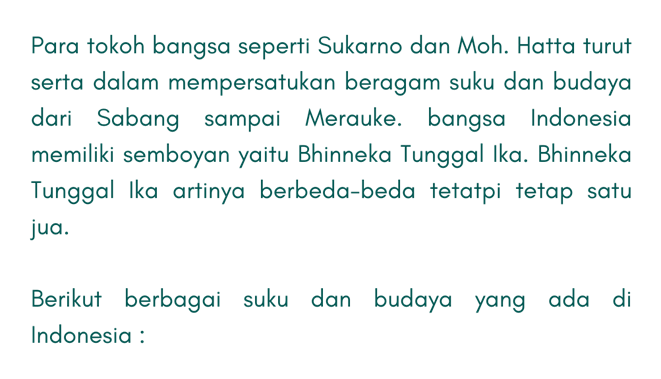 Para tokoh bangsa seperti Sukarno dan Moh. Hatta turut
serta dalam mempersatukan beragam suku dan budaya
dari Sabang sampai Merauke. bangsa Indonesia
memiliki semboyan yaitu Bhinneka Tunggal Ika. Bhinneka
Tunggal Ika artinya berbeda-beda tetatpi tetap satu
jua.
Berikut berbagai suku dan budaya yang ada di
Indonesia :